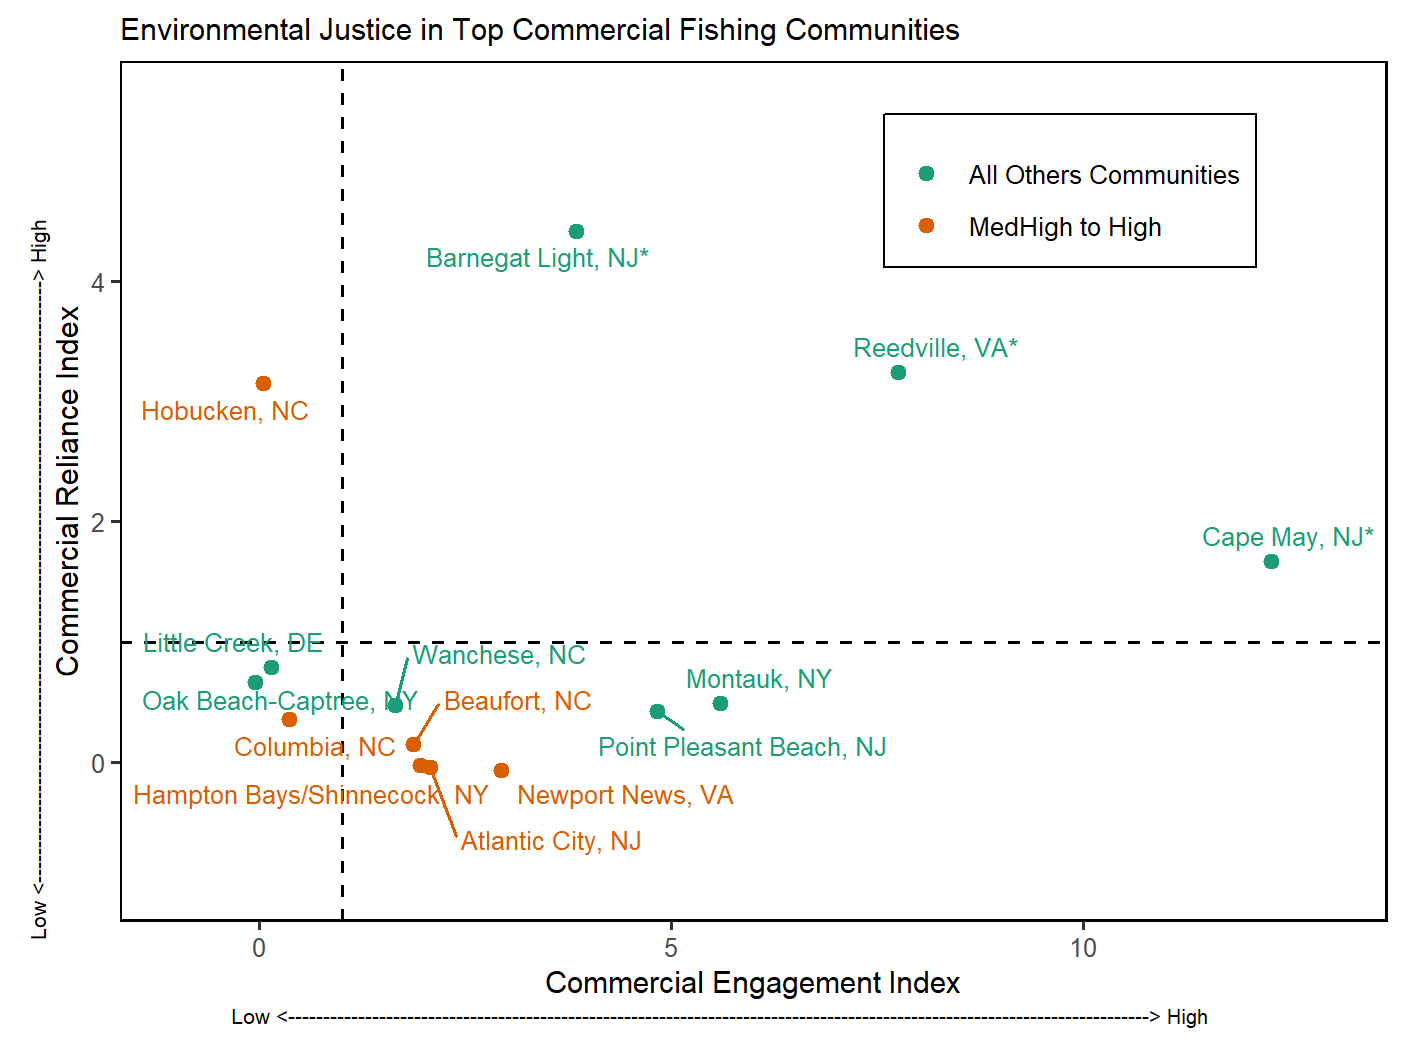 Environmental Justice in Top Commercial Fishing Communities
All Others Communities
MedHigh to High
Barnegat Light, NJ*
Reedville, VA*
Hobucken, NC
Cape May, NJ*
Little Creek, DE
Wanchese, NC
Montauk, NY
Oak Beach-Captree, NY
Beaufort, NC
Columbia, NC
Point Pleasant Beach, NJ
Hampton Bays/Shinnecock, NY
Newport News, VA
Atlantic City, NJ
4
2
0
Commercial Reliance Index
Low <--------------------------------------------------------------------------------------> High
0
5
10
Commercial Engagement Index
Low <---------------------------------------------------------------------------------------------------------------------------> High